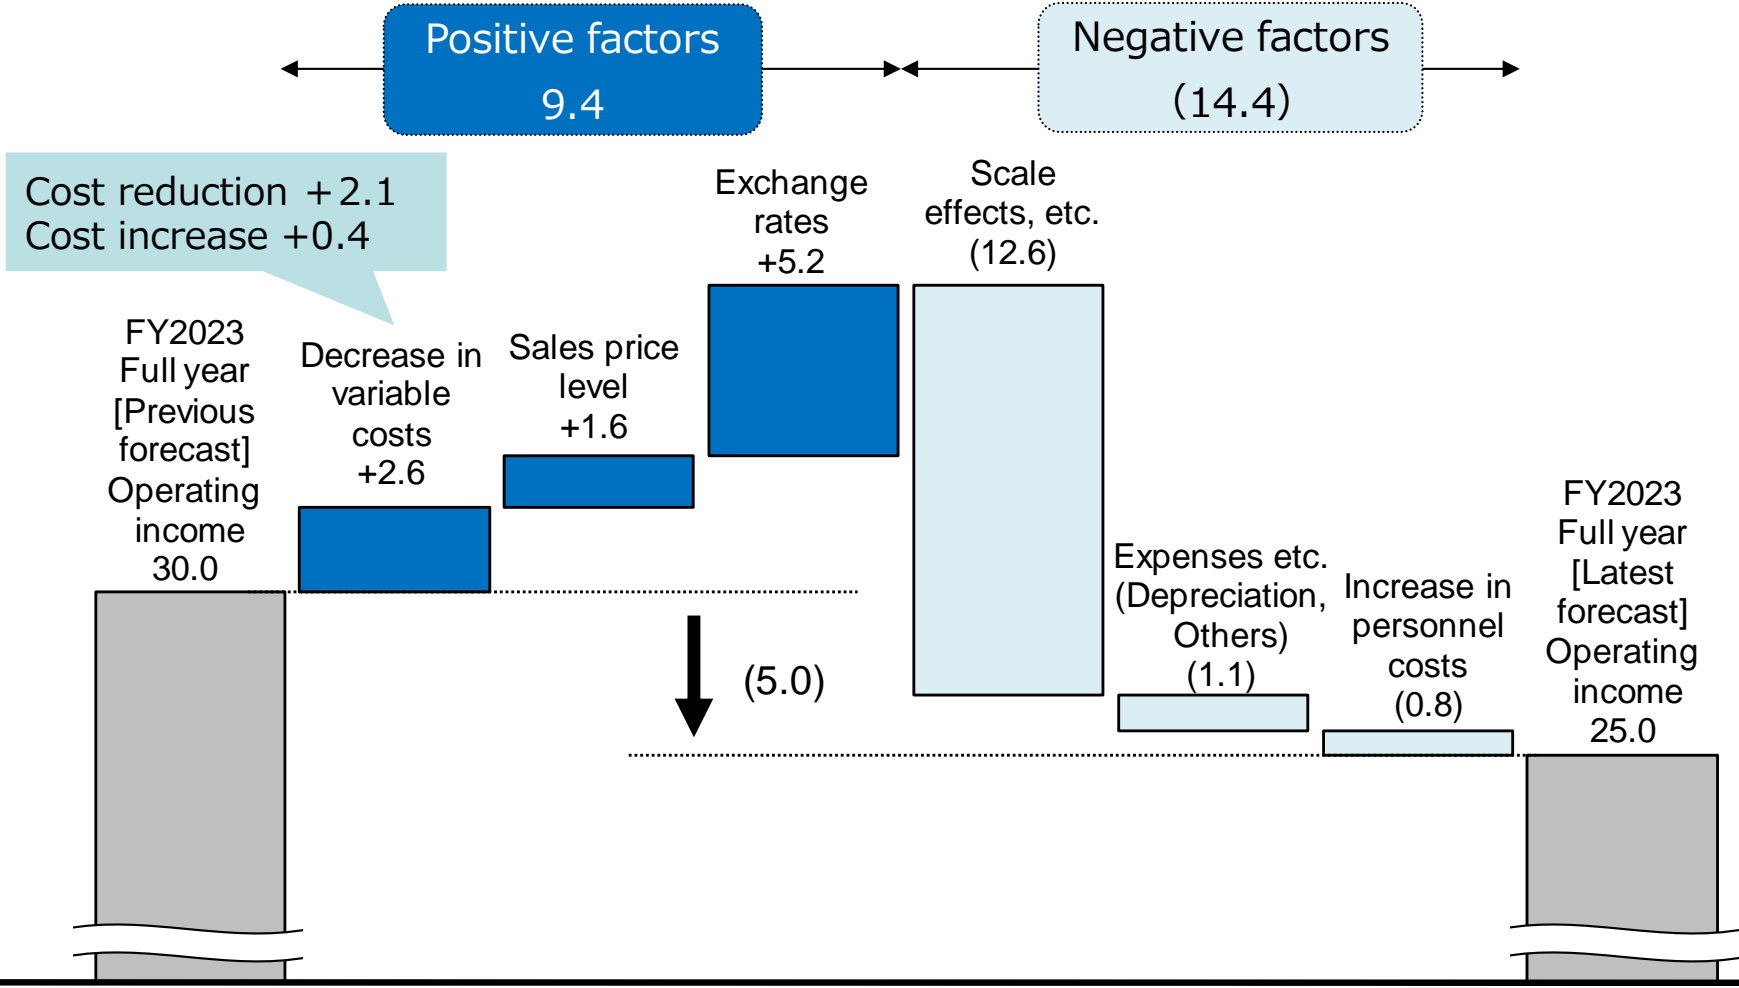 Positive factors
9.4
Negative factors
(14.4)
Cost reduction +2.1
Cost increase +0.4
FY2023
Full year
[Previous
forecast]
Operating
income
30.0
Decrease in
variable
costs
+2.6
Sales price
level
+1.6
Exchange
rates
+5.2
Scale
effects, etc.
(12.6)
(5.0)
Expenses etc.
(Depreciation,
Others)
(1.1)
Increase in
personnel
costs
(0.8)
FY2023
Full year
[Latest
forecast]
Operating
income
25.0